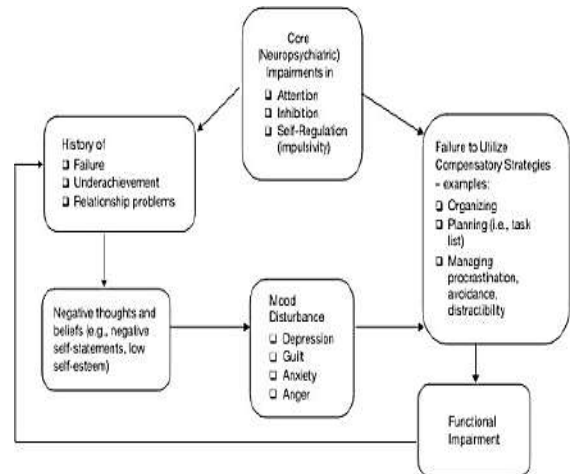 Core
(Neuropsychiatric)
Impairments in
❑ Attention
❑ Inhibition
❑ Self-Regulation
(impulsivity)
History of
❑ Failure
❑ Underachievement
❑ Relationship problems
Failure to Utilize
Compensatory Strategies
– examples:
❑ Organizing
❑ Planning (i.e., task
list)
❑ Managing
procrastination,
avoidance,
distractibility
Negative thoughts and
beliefs (e.g., negative
self-statements, low
self-esteem)
Mood
Disturbance
❑ Depression
❑ Guilt
❑ Anxiety
❑ Anger
Functional
Impairment